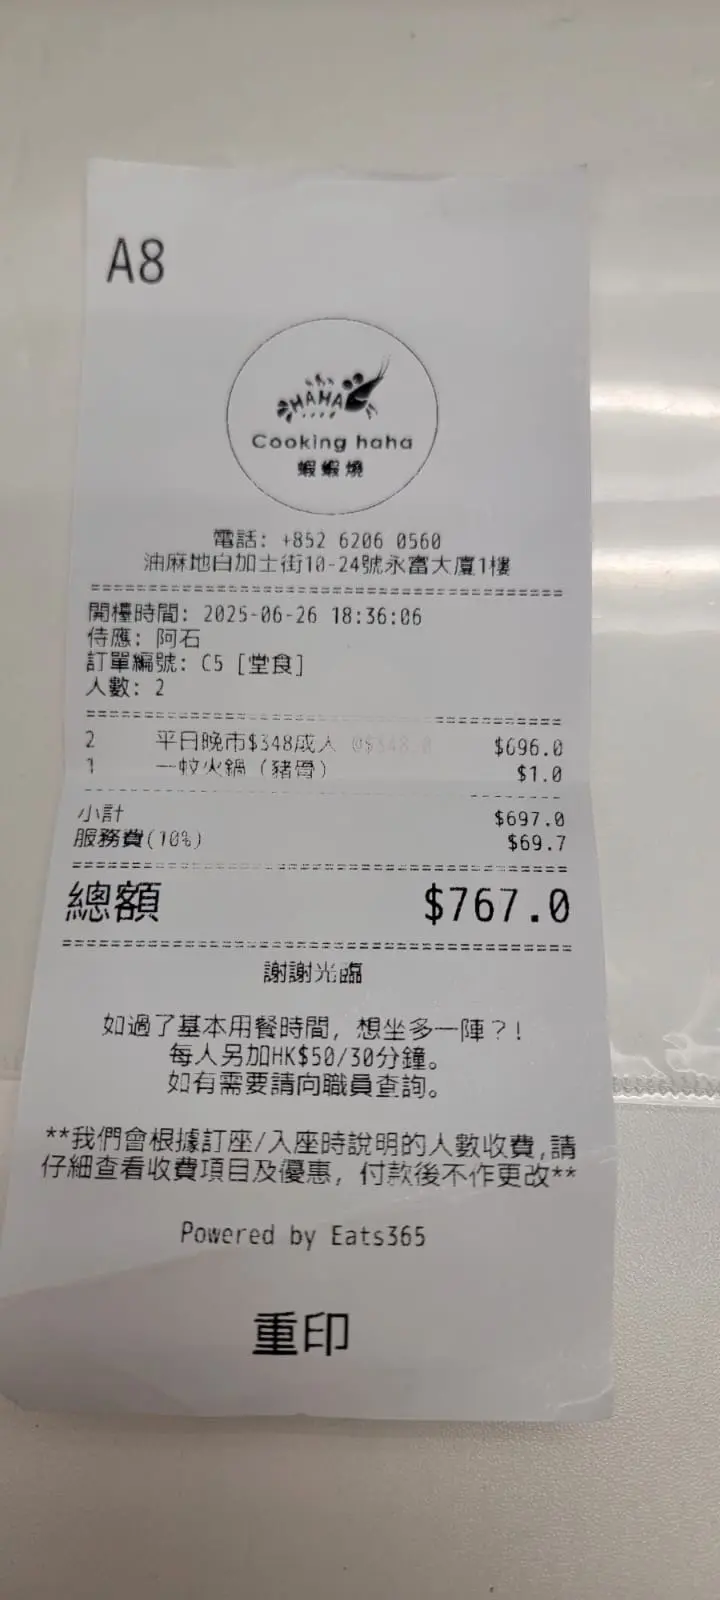 A8
HAHA
Cooking haha
蝦蝦燒
電話: +852 6206 0560
油麻地白加士街10-24號永富大廈1樓
開檯時間: 2025-06-26 18:36:06
侍應: 阿石
訂單編號: C5 [堂食]
人數: 2
2 平日晚市$348成人 @$348.0 $696.0
1 一蚊火鍋 (豬骨) $1.0
小計 $697.0
服務費(10%) $69.7
總額 $767.0
謝謝光臨
如過了基本用餐時間, 想坐多一陣?!
每人另加HK$50/30分鐘。
如有需要請向職員查詢。
**我們會根據訂座/入座時說明的人數收費,請
仔細查看收費項目及優惠, 付款後不作更改**
Powered by Eats365
重印